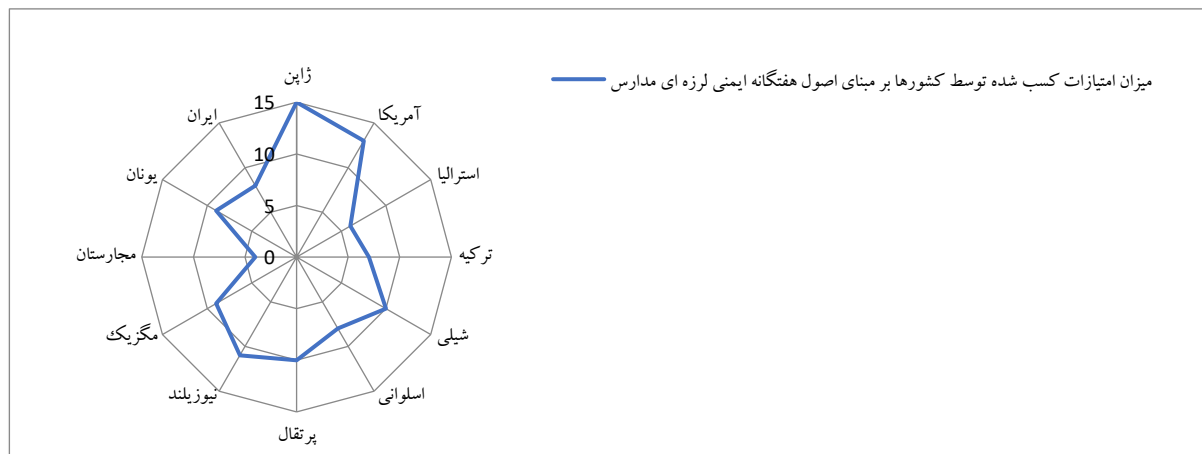 میزان امتیازات کسب شده توسط کشورها بر مبنای اصول هفتگانه ایمنی لرزه ای مدارس
ژاپن
آمریکا
استرالیا
ترکیه
شیلی
اسلوانی
پرتقال
نیوزیلند
مگزیک
مجارستان
یونان
ایران
15
10
5
0